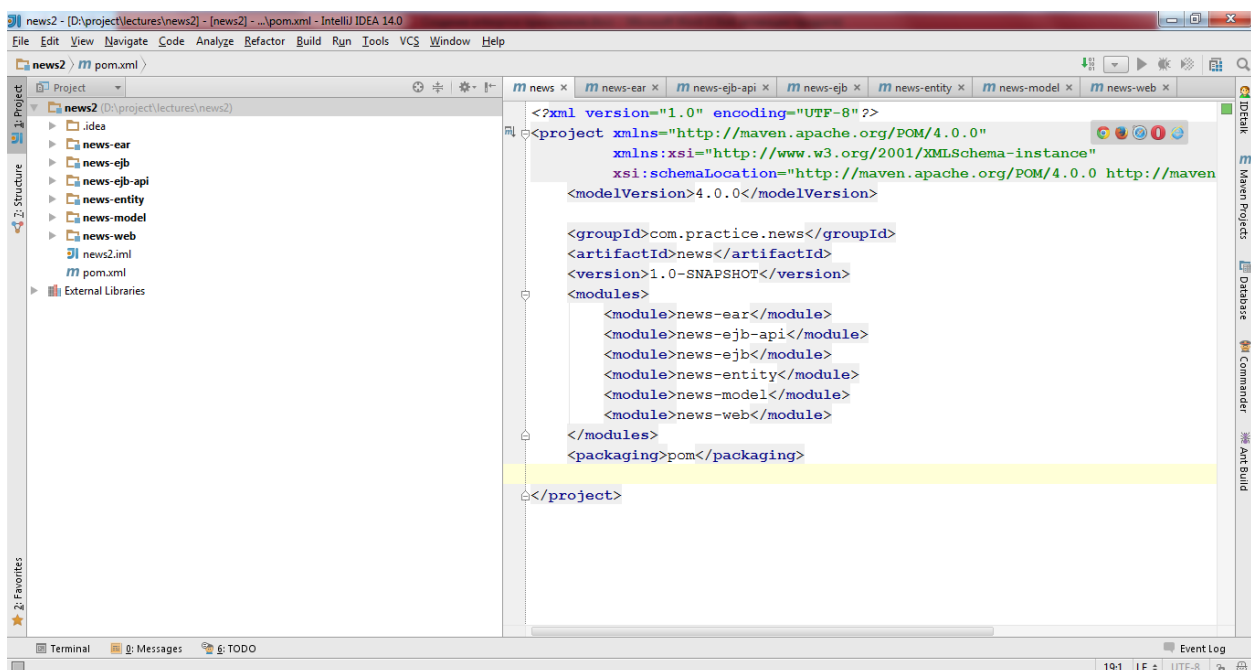 news2 - [D:\project\lectures\news2] - [news2] - ...\pom.xml - IntelliJ IDEA 14.0
File Edit View Navigate Code Analyze Refactor Build Run Tools VCS Window Help
news2 m pom.xml
1: Project
7: Structure
2: Favorites
Project
news2 (D:\project\lectures\news2)
.idea
news-ear
news-ejb
news-ejb-api
news-entity
news-model
news-web
news2.iml
m pom.xml
External Libraries
m news × m news-ear × m news-ejb-api × m news-ejb × m news-entity × m news-model × m news-web ×
<?xml version="1.0" encoding="UTF-8"?>
<project xmlns="http://maven.apache.org/POM/4.0.0"
xmlns:xsi="http://www.w3.org/2001/XMLSchema-instance"
xsi:schemaLocation="http://maven.apache.org/POM/4.0.0 http://maven
<modelVersion>4.0.0</modelVersion>
<groupId>com.practice.news</groupId>
<artifactId>news</artifactId>
<version>1.0-SNAPSHOT</version>
<modules>
<module>news-ear</module>
<module>news-ejb-api</module>
<module>news-ejb</module>
<module>news-entity</module>
<module>news-model</module>
<module>news-web</module>
</modules>
<packaging>pom</packaging>
</project>
IDEtalk
m Maven Projects
Database
Commander
Ant Build
Terminal 0: Messages 6: TODO Event Log
19:1 LF UTF-8